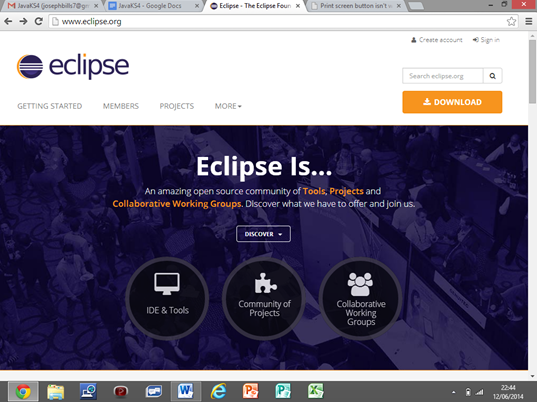 JavaKS4 (josephbills7@gm
JavaKS4 - Google Docs
Eclipse - The Eclipse Foun
Print screen button isn't w
www.eclipse.org
Create account
Sign in
eclipse
Search eclipse.org
GETTING STARTED
MEMBERS
PROJECTS
MORE
DOWNLOAD
Eclipse Is...
An amazing open source community of Tools, Projects and
Collaborative Working Groups. Discover what we have to offer and join us.
DISCOVER
IDE & Tools
Community of
Projects
Collaborative
Working
Groups
22:44
12/06/2014